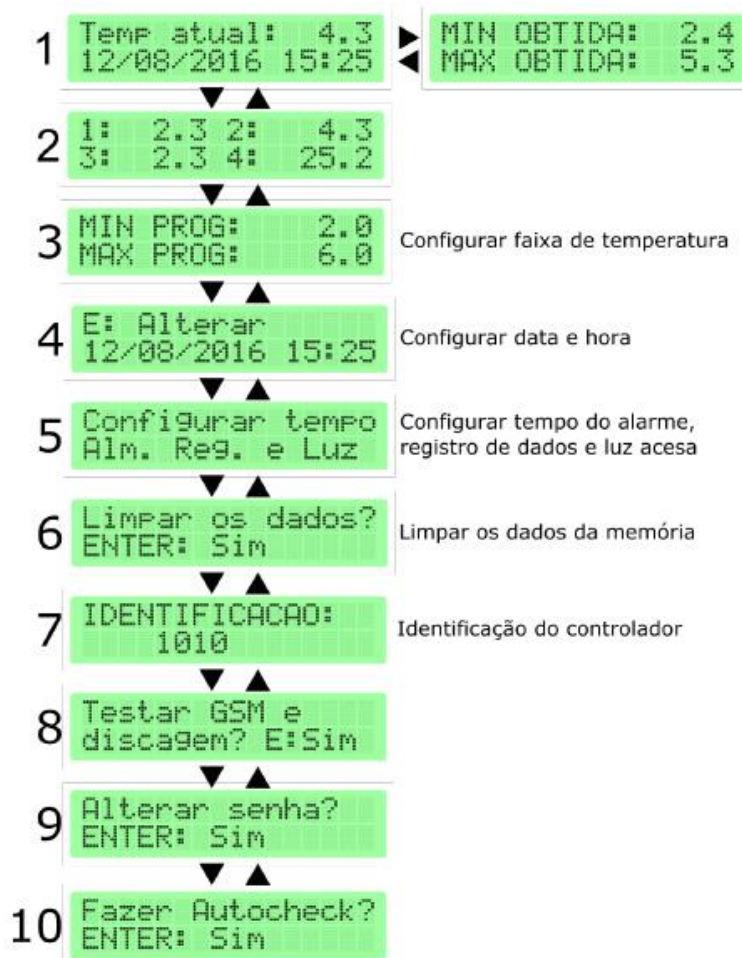 1
Temp atual: 4.3
12/08/2016 15:25
MIN OBTIDA: 2.4
MAX OBTIDA: 5.3
2
1: 2.3 2: 4.3
3: 2.3 4: 25.2
3
MIN PROG: 2.0
MAX PROG: 6.0
Configurar faixa de temperatura
4
E: Alterar
12/08/2016 15:25
Configurar data e hora
5
Configurar tempo
Alm. Reg. e Luz
Configurar tempo do alarme,
registro de dados e luz acesa
6
Limpar os dados?
ENTER: Sim
Limpar os dados da memória
7
IDENTIFICACAO:
1010
Identificação do controlador
8
Testar GSM e
discagem? E:Sim
9
Alterar senha?
ENTER: Sim
10
Fazer Autocheck?
ENTER: Sim